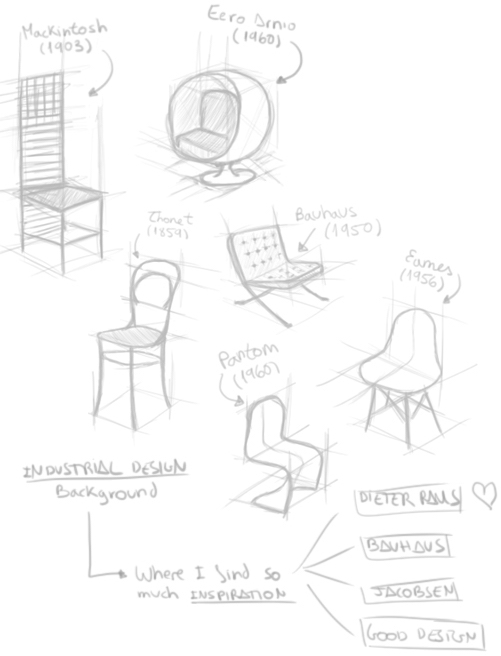 Mackintosh
(1903)
Eero Arnio
(1960)
Thonet
(1859)
Bauhaus
(1950)
Eames
(1956)
Pantom
(1960)
INDUSTRIAL DESIGN
Background
Where I find so
much INSPIRATION
DIETER RAMS
BAUHAUS
JACOBSEN
GOOD DESIGN